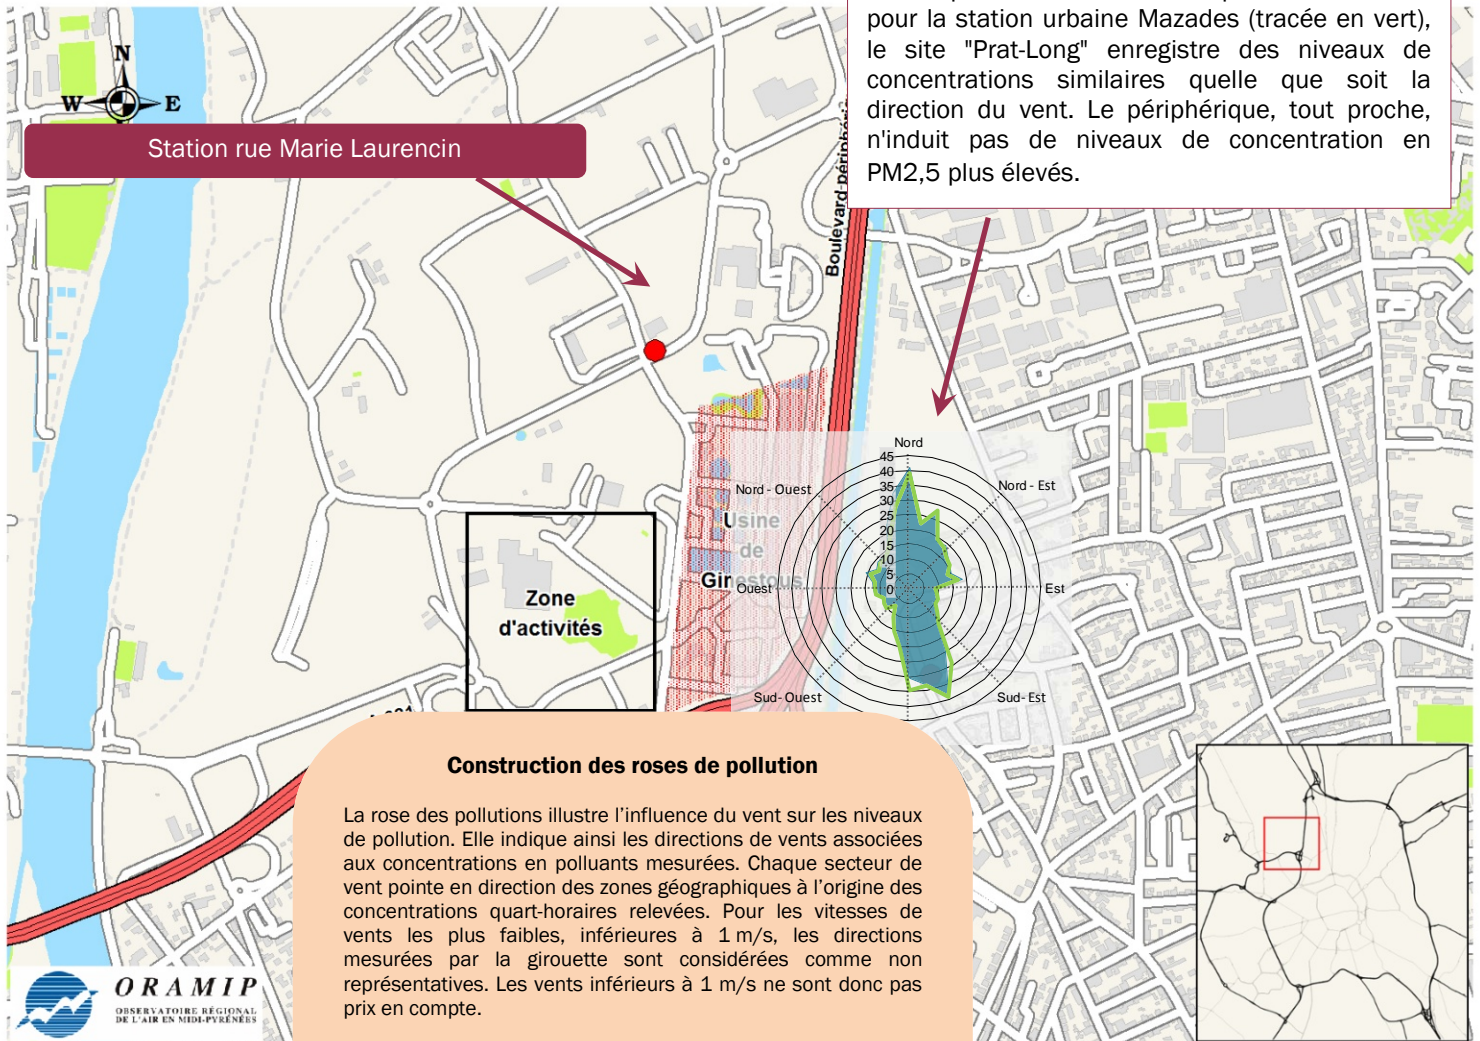 pour la station urbaine Mazades (tracée en vert),
le site "Prat-Long" enregistre des niveaux de
concentrations similaires quelle que soit la
direction du vent. Le périphérique, tout proche,
n'induit pas de niveaux de concentration en
PM2,5 plus élevés.
N
W
E
Station rue Marie Laurencin
Boulevard périphéri
Nord
45
40
35
30
25
20
15
10
5
0
Nord - Ouest
Nord - Est
Ouest
Est
Sud- Ouest
Sud- Est
Usine
de
Ginestous
Zone
d'activités
Construction des roses de pollution
La rose des pollutions illustre l’influence du vent sur les niveaux
de pollution. Elle indique ainsi les directions de vents associées
aux concentrations en polluants mesurées. Chaque secteur de
vent pointe en direction des zones géographiques à l’origine des
concentrations quart-horaires relevées. Pour les vitesses de
vents les plus faibles, inférieures à 1 m/s, les directions
mesurées par la girouette sont considérées comme non
représentatives. Les vents inférieurs à 1 m/s ne sont donc pas
prix en compte.
ORAMIP
OBSERVATOIRE RÉGIONAL
DE L'AIR EN MIDI-PYRÉNÉES